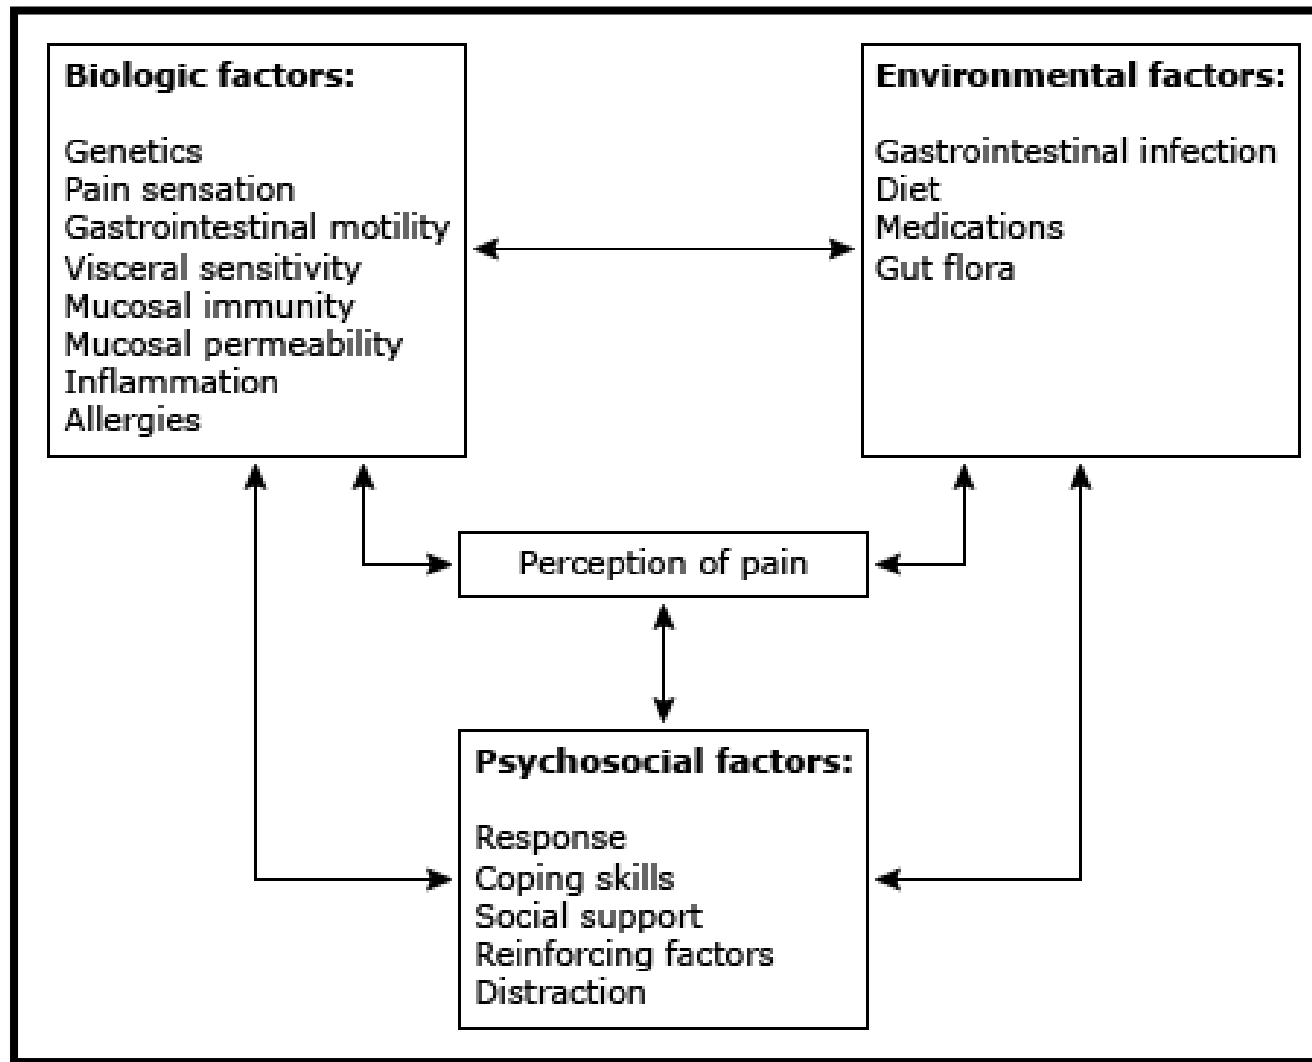 Biologic factors:
Genetics
Pain sensation
Gastrointestinal motility
Visceral sensitivity
Mucosal immunity
Mucosal permeability
Inflammation
Allergies
Environmental factors:
Gastrointestinal infection
Diet
Medications
Gut flora
Perception of pain
Psychosocial factors:
Response
Coping skills
Social support
Reinforcing factors
Distraction